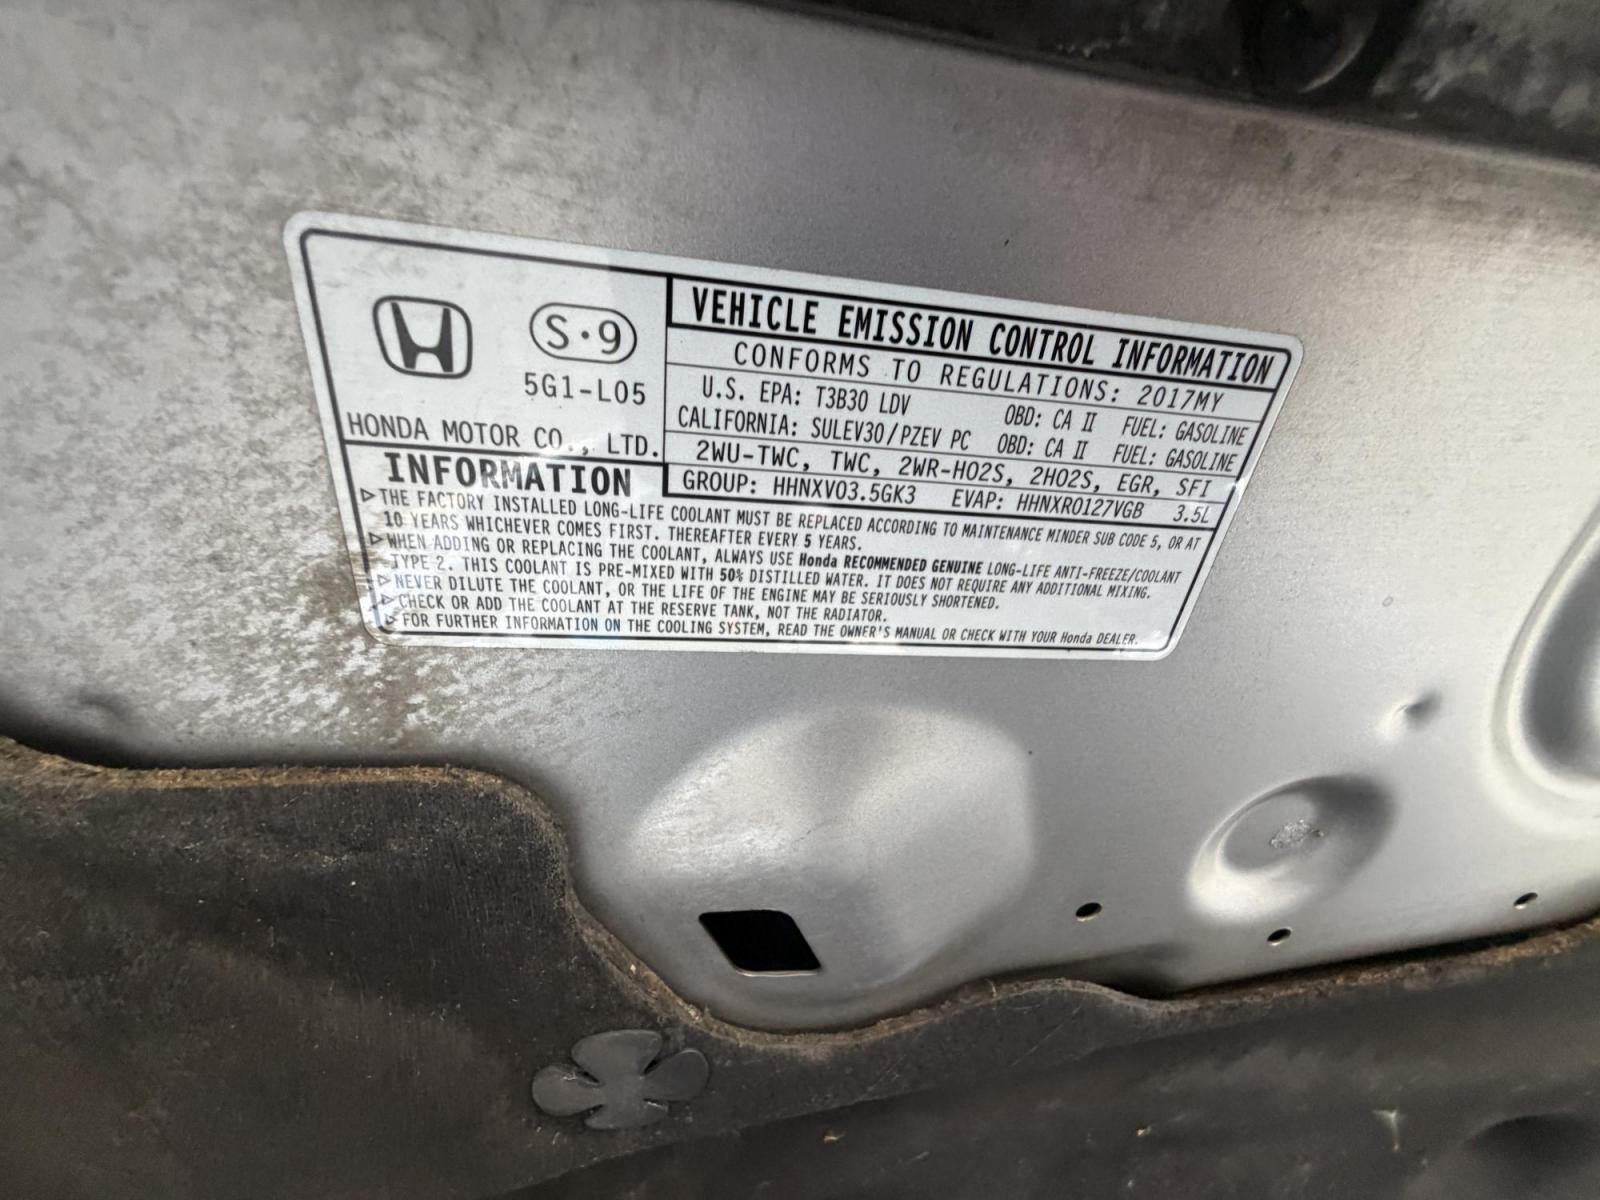 S·9
5G1-L05
HONDA MOTOR CO., LTD.
VEHICLE EMISSION CONTROL INFORMATION
CONFORMS TO REGULATIONS: 2017MY
U.S. EPA: T3B30 LDV OBD: CA II FUEL: GASOLINE
CALIFORNIA: SULEV30/PZEV PC OBD: CA II FUEL: GASOLINE
2WU-TWC, TWC, 2WR-HO2S, 2HO2S, EGR, SFI
GROUP: HHNXV03.5GK3 EVAP: HHNXR0127VGB 3.5L
INFORMATION
▷THE FACTORY INSTALLED LONG-LIFE COOLANT MUST BE REPLACED ACCORDING TO MAINTENANCE MINDER SUB CODE 5, OR AT
10 YEARS WHICHEVER COMES FIRST. THEREAFTER EVERY 5 YEARS.
▷WHEN ADDING OR REPLACING THE COOLANT, ALWAYS USE Honda RECOMMENDED GENUINE LONG-LIFE ANTI-FREEZE/COOLANT
TYPE 2. THIS COOLANT IS PRE-MIXED WITH 50% DISTILLED WATER. IT DOES NOT REQUIRE ANY ADDITIONAL MIXING.
▷NEVER DILUTE THE COOLANT, OR THE LIFE OF THE ENGINE MAY BE SERIOUSLY SHORTENED.
▷CHECK OR ADD THE COOLANT AT THE RESERVE TANK, NOT THE RADIATOR.
▷FOR FURTHER INFORMATION ON THE COOLING SYSTEM, READ THE OWNER'S MANUAL OR CHECK WITH YOUR Honda DEALER.